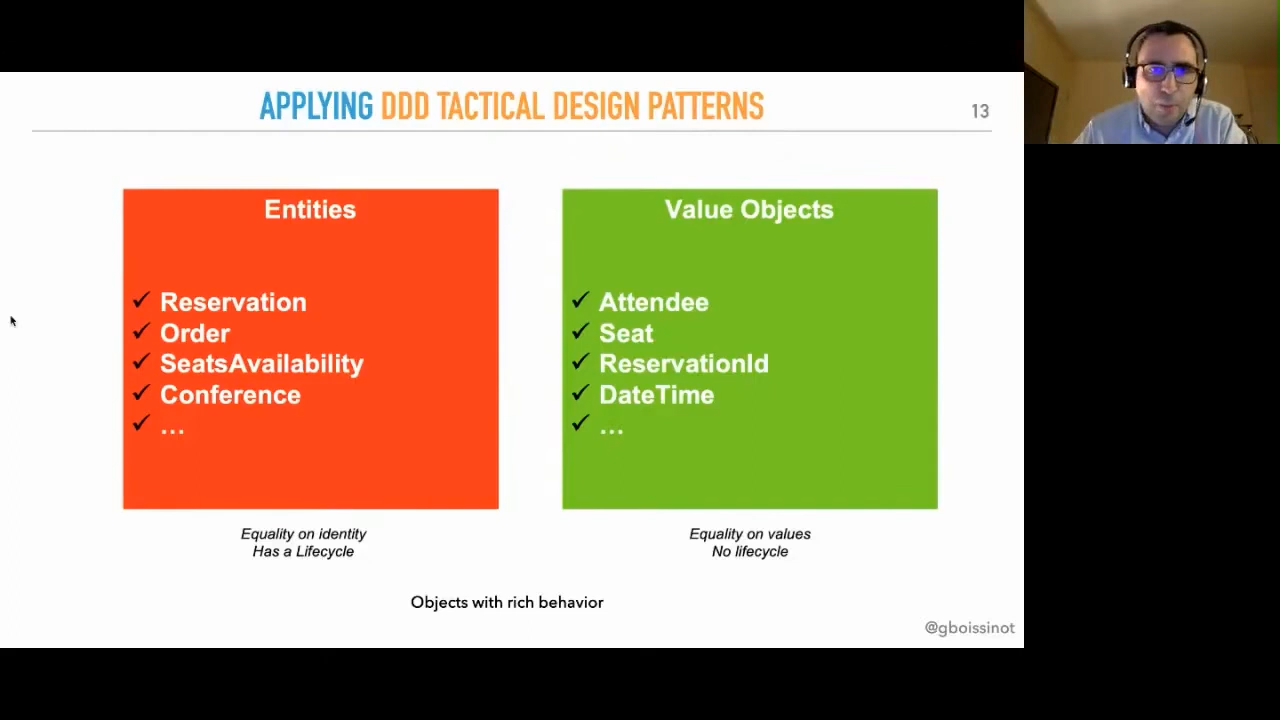 APPLYING DDD TACTICAL DESIGN PATTERNS
13
Entities
✓ Reservation
✓ Order
✓ SeatsAvailability
✓ Conference
✓ …
Value Objects
✓ Attendee
✓ Seat
✓ ReservationId
✓ DateTime
✓ …
Equality on identity
Has a Lifecycle
Equality on values
No lifecycle
Objects with rich behavior
@gboissinot